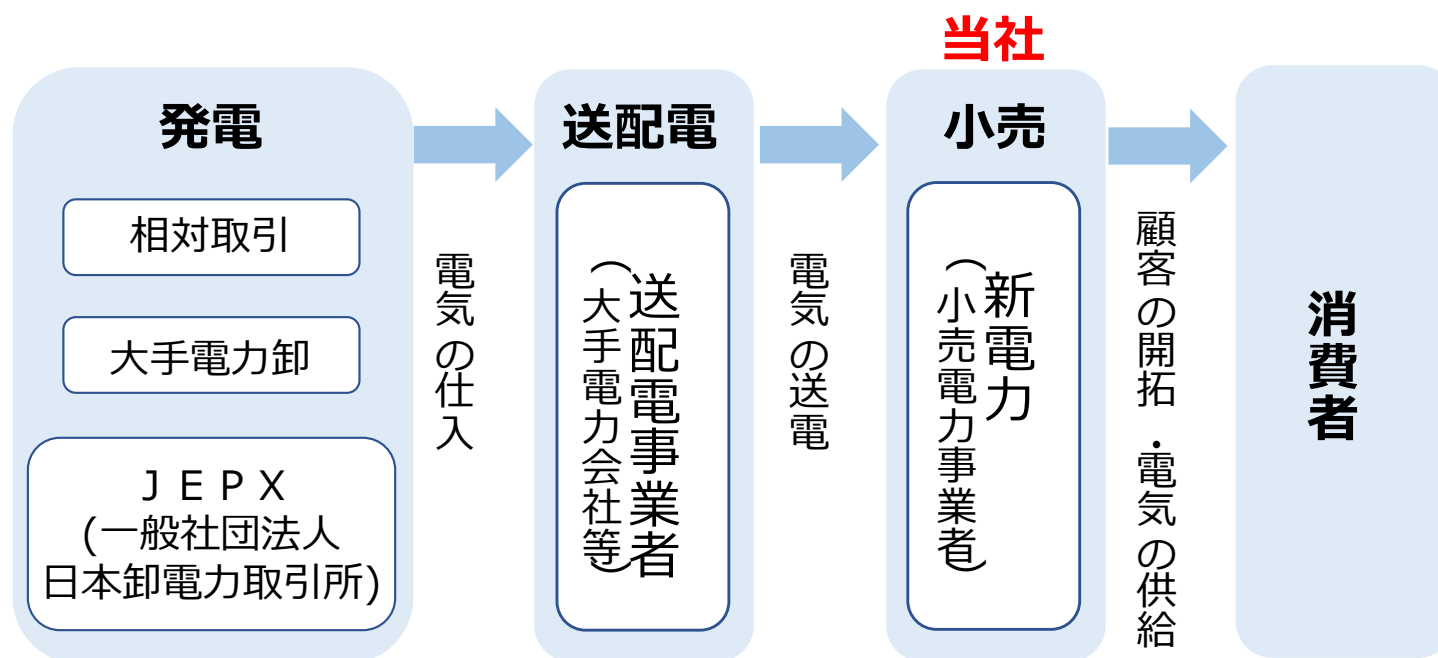 当社
発電
相対取引
大手電力卸
ＪＥＰＸ
(一般社団法人
日本卸電力取引所)
電気の仕入
送配電
送配電事業者
（大手電力会社等）
電気の送電
小売
新電力
（小売電力事業者）
顧客の開拓・電気の供給
消費者